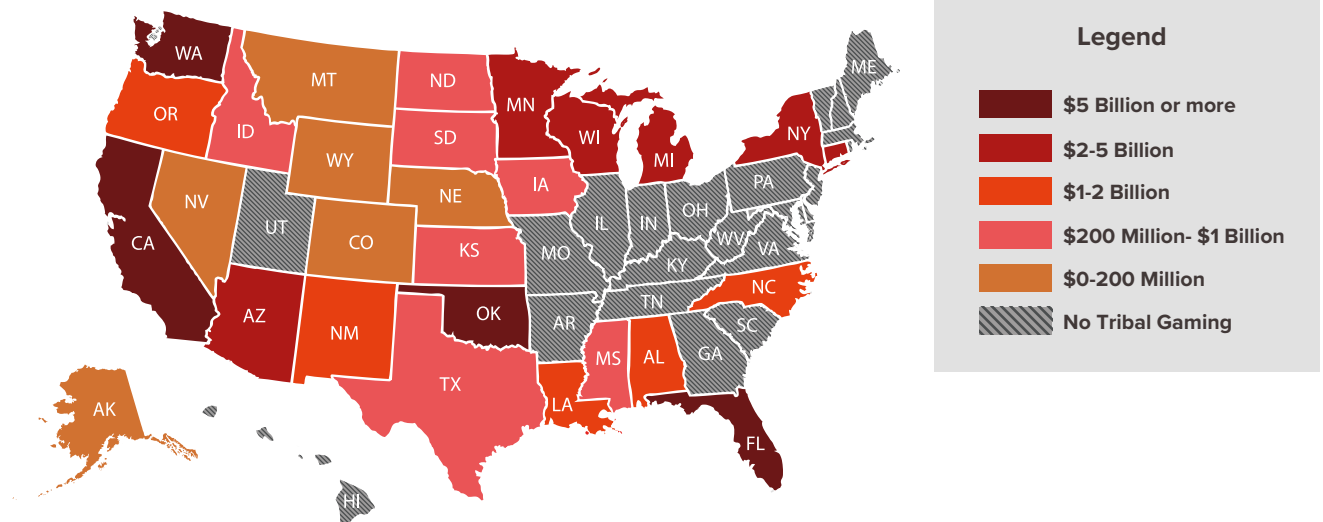 WA
MT
ND
MN
ME
OR
ID
SD
WI
NY
MI
WY
IA
PA
NV
NE
IL
IN
OH
UT
CO
KS
MO
WV
VA
CA
KY
AZ
NM
OK
AR
TN
NC
SC
MS
AL
GA
TX
LA
AK
FL
HI
Legend
$5 Billion or more
$2-5 Billion
$1-2 Billion
$200 Million- $1 Billion
$0-200 Million
No Tribal Gaming